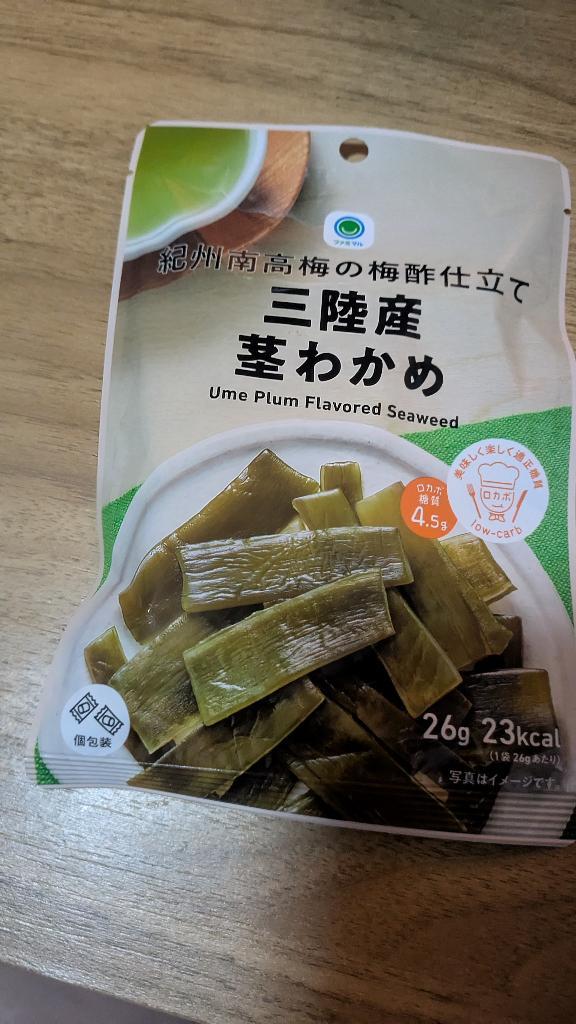 ファミマル
紀州南高梅の梅酢仕立て
三陸産
茎わかめ
Ume Plum Flavored Seaweed
美味しく楽しく適正糖質
ロカボ
low-carb
ロカボ
糖質
4.5g
個包装
26g 23kcal
(1袋26gあたり)
写真はイメージです。